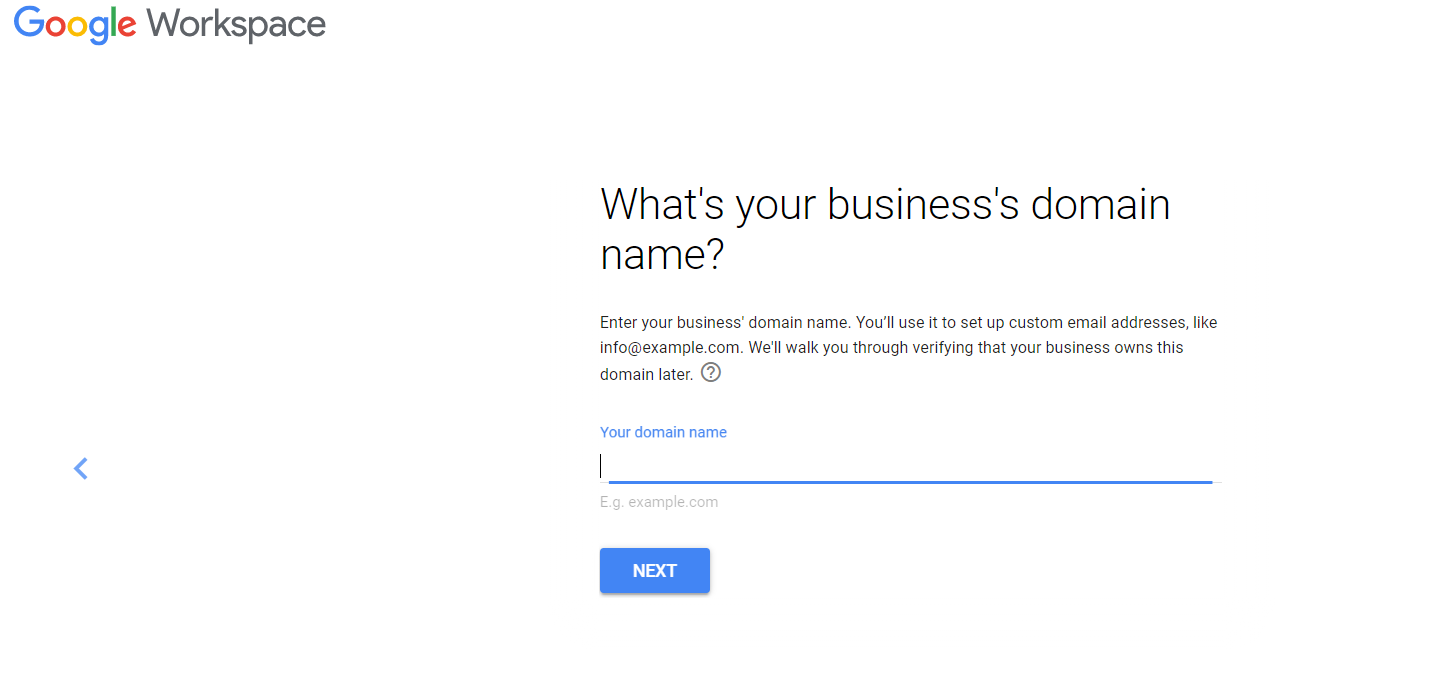 Google Workspace
What's your business's domain
name?
Enter your business' domain name. You’ll use it to set up custom email addresses, like
info@example.com. We'll walk you through verifying that your business owns this
domain later. ?
Your domain name
E.g. example.com
NEXT